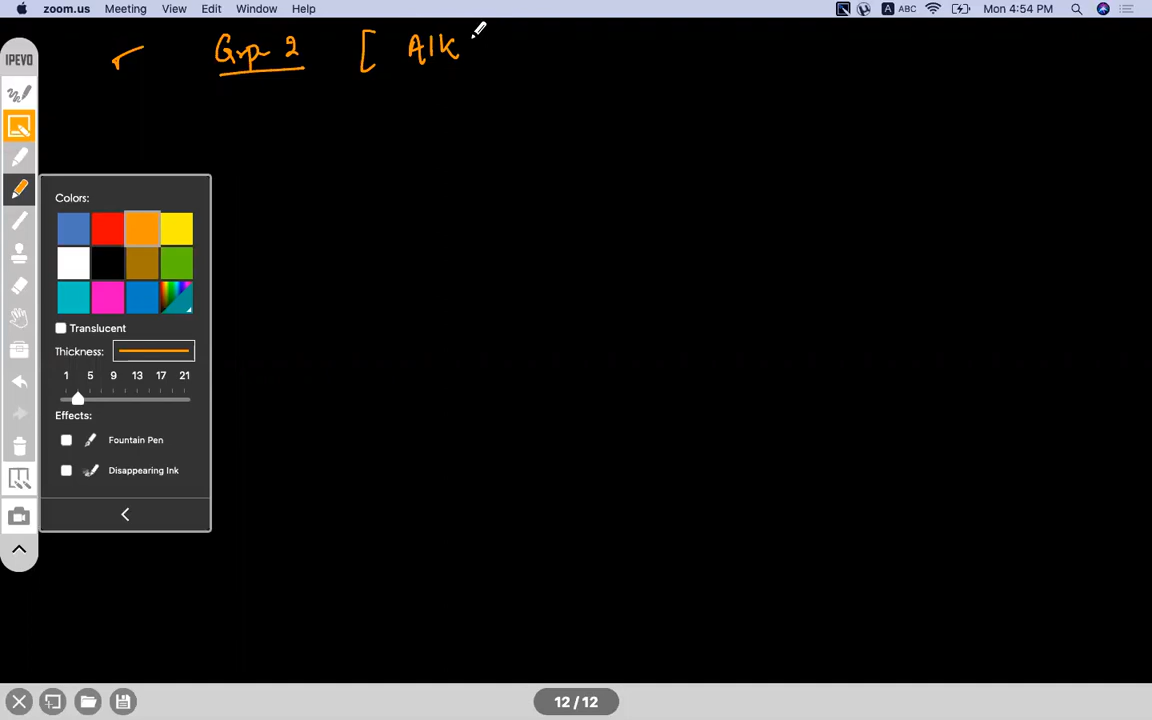 zoom.us Meeting View Edit Window Help A ABC Mon 4:54 PM
IPEVO
Grp 2 [ Alk
Colors:
Translucent
Thickness:
1 5 9 13 17 21
Effects:
Fountain Pen
Disappearing Ink
12 / 12